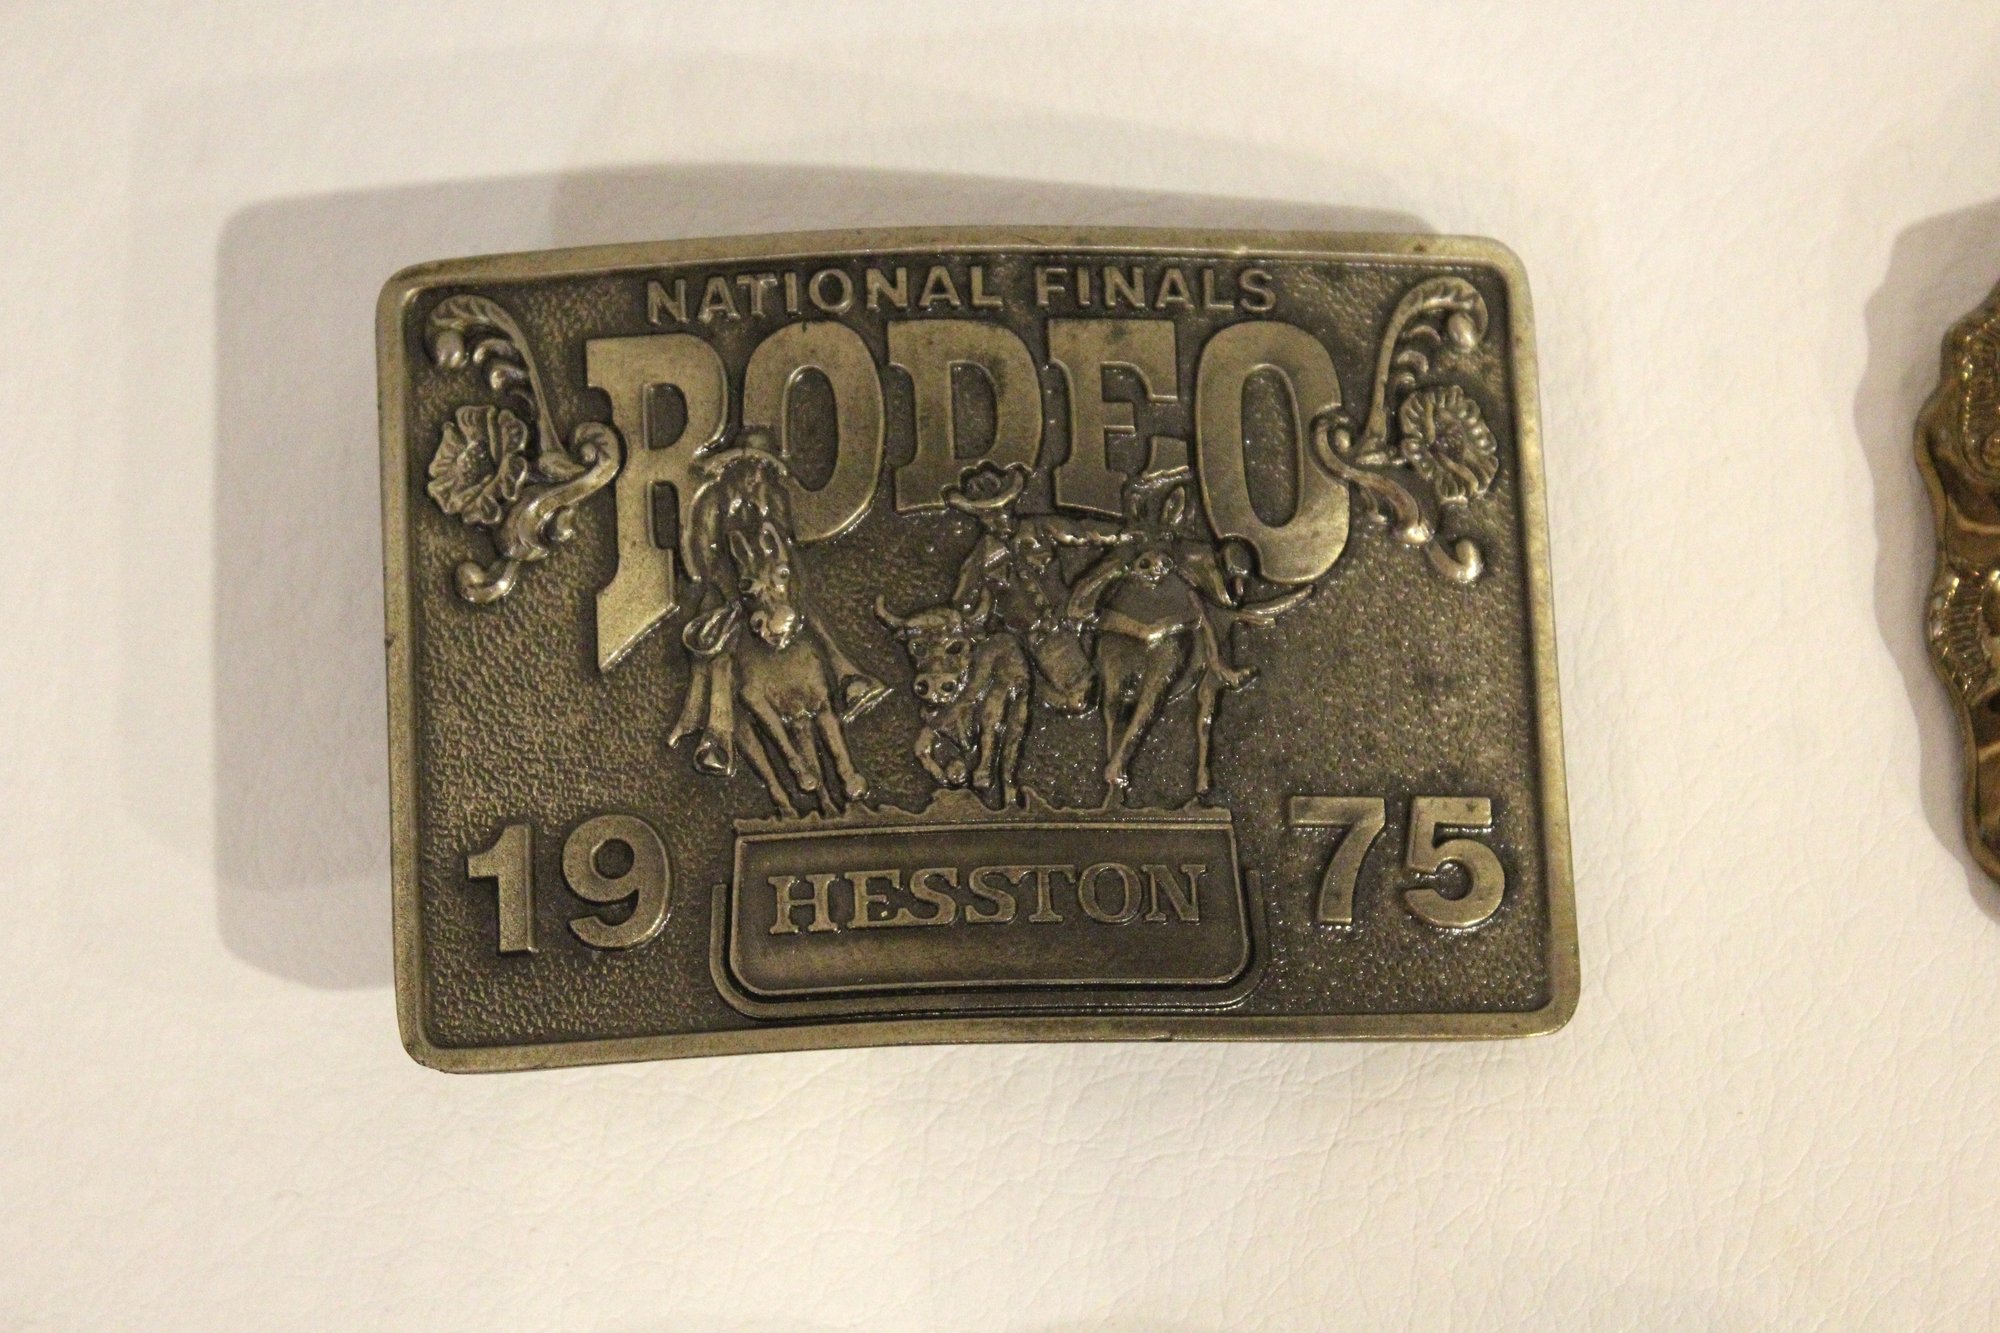 NATIONAL FINALS
RODEO
19 75
HESSTON